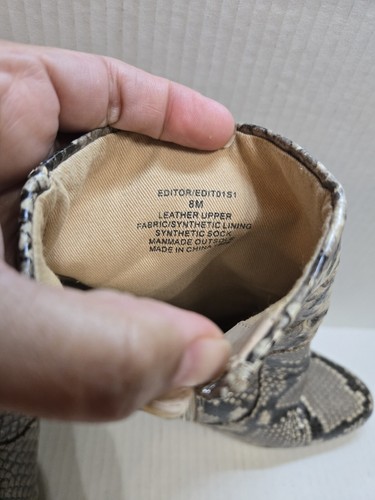 EDITOR/EDIT01S1
8M
LEATHER UPPER
FABRIC/SYNTHETIC LINING
SYNTHETIC SOCK
MANMADE OUTSOLE
MADE IN CHINA